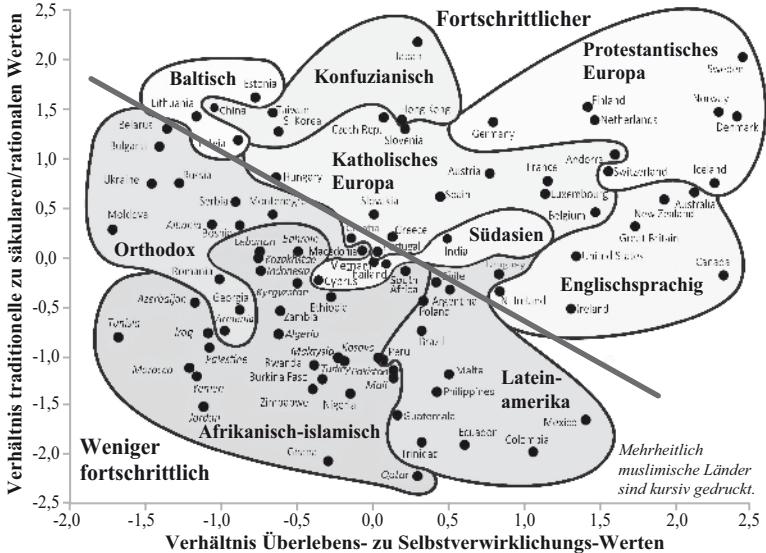 Verhältnis traditionelle zu säkularen/rationalen Werten
2,5
2,0
1,5
1,0
0,5
0,0
-0,5
-1,0
-1,5
-2,0
-2,5
-2,0
-1,5
-1,0
-0,5
0,0
0,5
1,0
1,5
2,0
2,5
Verhältnis Überlebens- zu Selbstverwirklichungs-Werten
Fortschrittlicher
Protestantisches
Europa
Baltisch
Konfuzianisch
Katholisches
Europa
Südasien
Orthodox
Englischsprachig
Latein-
amerika
Afrikanisch-islamisch
Weniger
fortschrittlich
Mehrheitlich
muslimische Länder
sind kursiv gedruckt.
Japan
Sweden
Estonia
Lithuania
China
Taiwan
S. Korea
Hong Kong
Czech Rep.
Slovenia
Finland
Netherlands
Norway
Denmark
Germany
Belarus
Bulgaria
Andorra
Switzerland
Iceland
Ukraine
Russia
Hungary
Austria
France
Luxembourg
Spain
Australia
New Zealand
Belgium
Serbia
Montenegro
Slovakia
Great Britain
Moldova
Bosnia
Greece
Portugal
India
United States
Canada
Lebanon
Bahrain
Macedonia
Vietnam
Kazakhstan
Indonesia
Romania
Kyrgyzstan
Cyprus
South
Africa
Chile
Argentina
Uruguay
N. Ireland
Ireland
Azerbaijan
Georgia
Armenia
Ethiopia
Zambia
Poland
Tunisia
Iraq
Algeria
Brazil
Palestine
Malaysia
Kosovo
Peru
Morocco
Yemen
Rwanda
Turkey
Pakistan
Burkina Faso
Mali
Malta
Philippines
Jordan
Zimbabwe
Nigeria
Guatemala
Mexico
Ghana
Trinidad
Ecuador
Colombia
Qatar